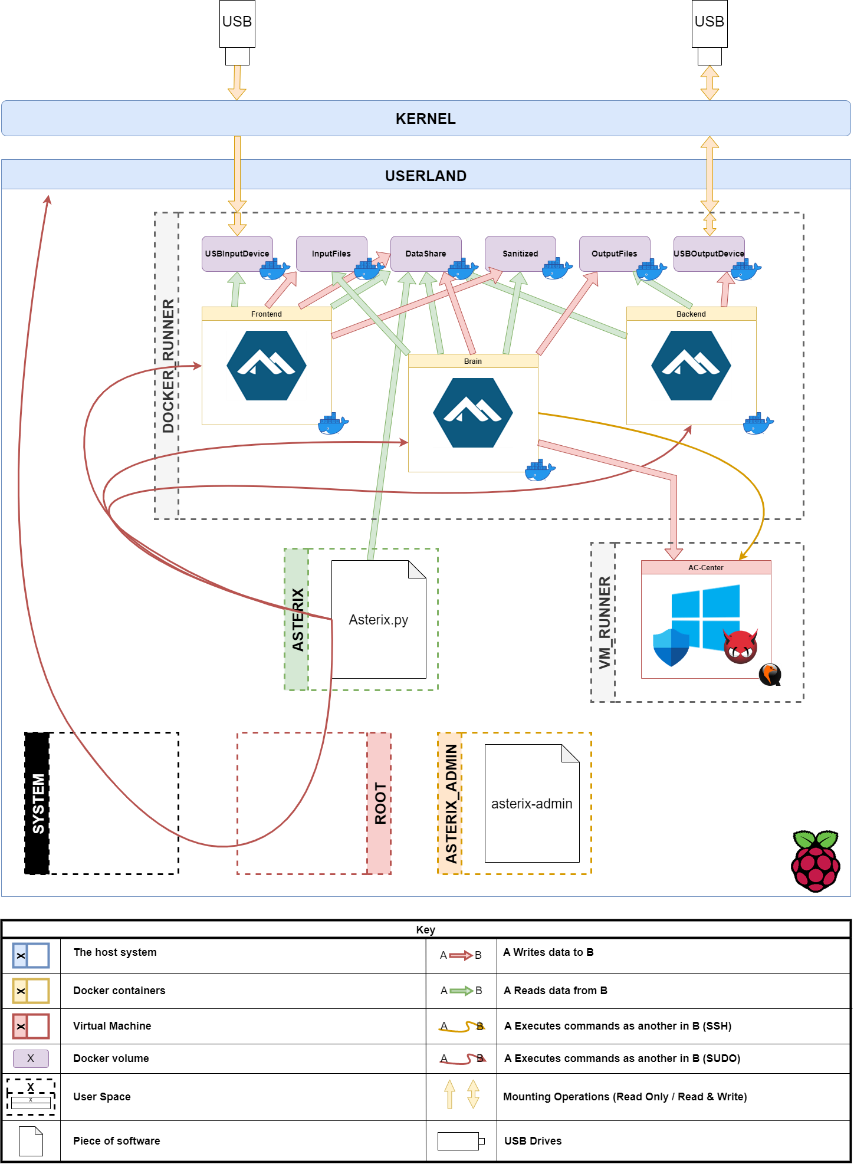 USB
USB
KERNEL
USERLAND
USBInputDevice
InputFiles
DataShare
Sanitized
OutputFiles
USBOutputDevice
DOCKER_RUNNER
Frontend
Brain
Backend
ASTERIX
Asterix.py
VM_RUNNER
AC-Center
SYSTEM
ROOT
ASTERIX_ADMIN
asterix-admin
Key
X
The host system
A
B
A Writes data to B
X
Docker containers
A
B
A Reads data from B
X
Virtual Machine
A
B
A Executes commands as another in B (SSH)
X
Docker volume
A
B
A Executes commands as another in B (SUDO)
X
X
User Space
Mounting Operations (Read Only / Read & Write)
Piece of software
USB Drives